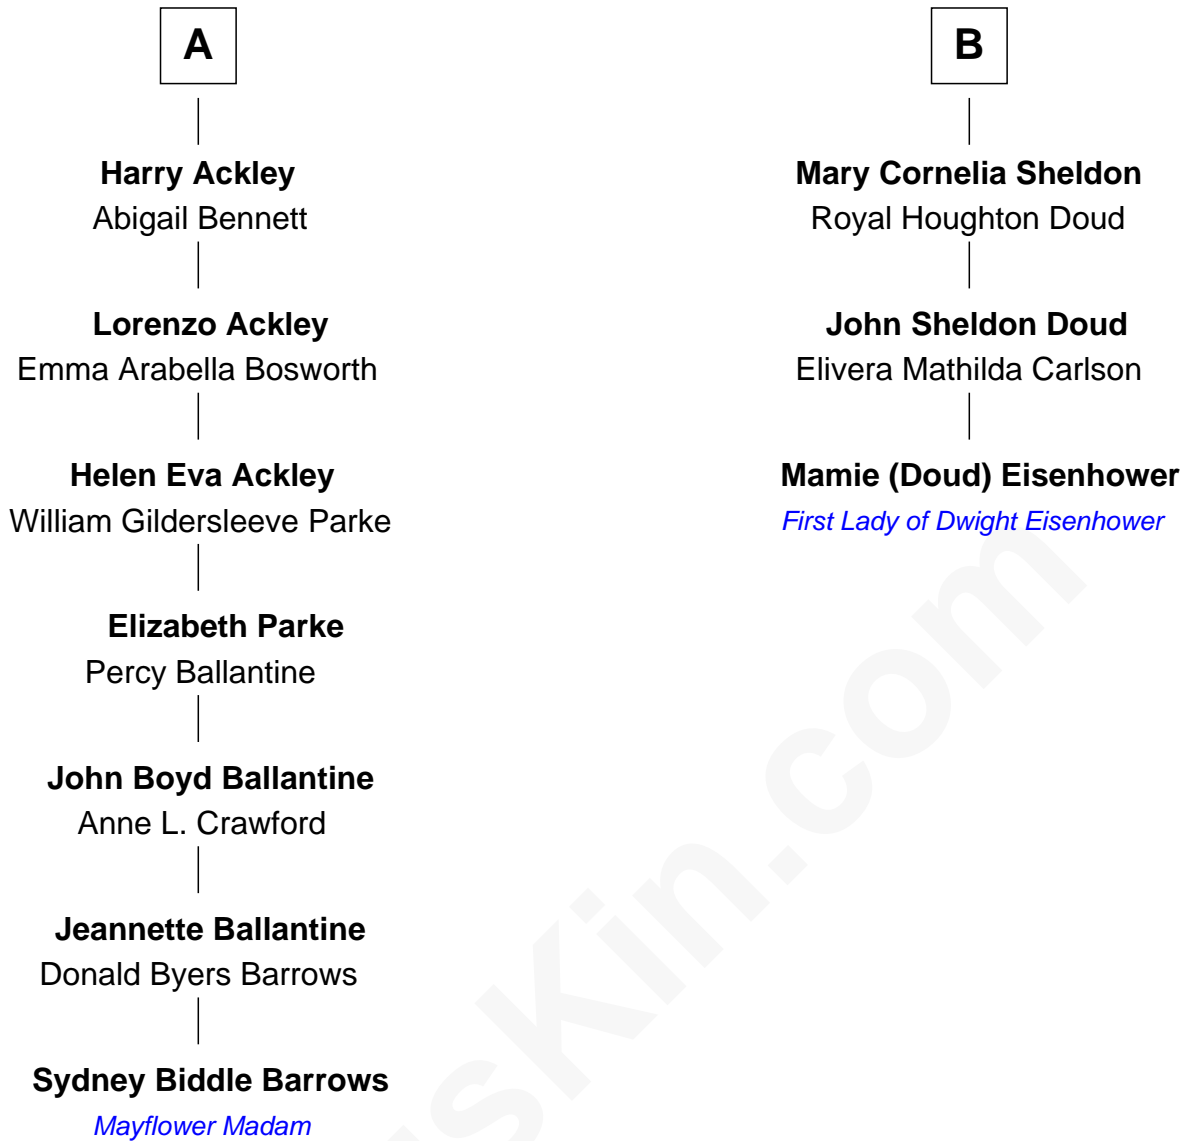 A
Harry Ackley
Abigail Bennett
Lorenzo Ackley
Emma Arabella Bosworth
Helen Eva Ackley
William Gildersleeve Parke
Elizabeth Parke
Percy Ballantine
John Boyd Ballantine
Anne L. Crawford
Jeannette Ballantine
Donald Byers Barrows
Sydney Biddle Barrows
Mayflower Madam
B
Mary Cornelia Sheldon
Royal Houghton Doud
John Sheldon Doud
Elivera Mathilda Carlson
Mamie (Doud) Eisenhower
First Lady of Dwight Eisenhower
sKin.com